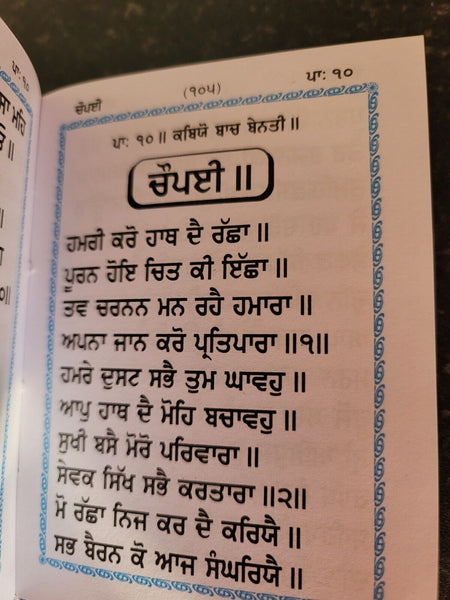 ਪਾ: ੧੦
ਚੌਪਈ
(੧੦੫)
ਪਾ: ੧੦
ਪਾ: ੧੦॥ ਕਬਿਯੋ ਬਾਚ ਬੇਨਤੀ॥
ਚੌਪਈ॥
ਹਮਰੀ ਕਰੋ ਹਾਥ ਦੈ ਰੱਛਾ॥
ਪੂਰਨ ਹੋਇ ਚਿਤ ਕੀ ਇੱਛਾ॥
ਤਵ ਚਰਨਨ ਮਨ ਰਹੈ ਹਮਾਰਾ॥
ਅਪਨਾ ਜਾਨ ਕਰੋ ਪ੍ਰਤਿਪਾਰਾ॥੧॥
ਹਮਰੇ ਦੁਸਟ ਸਭੈ ਤੁਮ ਘਾਵਹੁ॥
ਆਪੁ ਹਾਥ ਦੈ ਮੋਹਿ ਬਚਾਵਹੁ॥
ਸੁਖੀ ਬਸੈ ਮੋਰੋ ਪਰਿਵਾਰਾ॥
ਸੇਵਕ ਸਿੱਖ ਸਭੈ ਕਰਤਾਰਾ॥੨॥
ਮੋ ਰੱਛਾ ਨਿਜ ਕਰ ਦੈ ਕਰਿਯੈ॥
ਸਭ ਬੈਰਨ ਕੋ ਆਜ ਸੰਘਰਿਯੈ॥